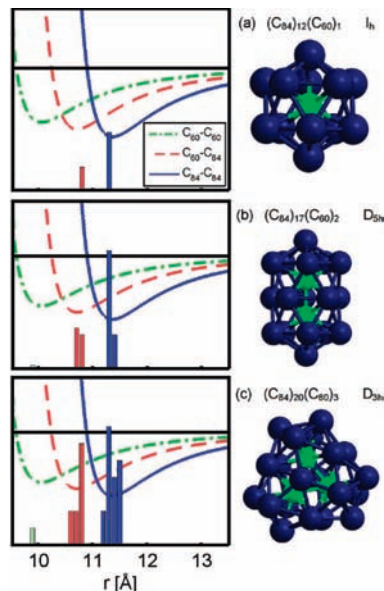 (a) (C₈₄)₁₂(C₆₀)₁ Iₕ
C₆₀-C₆₀
C₆₀-C₈₄
C₈₄-C₈₄
(b) (C₈₄)₁₇(C₆₀)₂ D₅ₕ
(c) (C₈₄)₂₀(C₆₀)₃ D₃ₕ
10 11 12 13
r [Å]